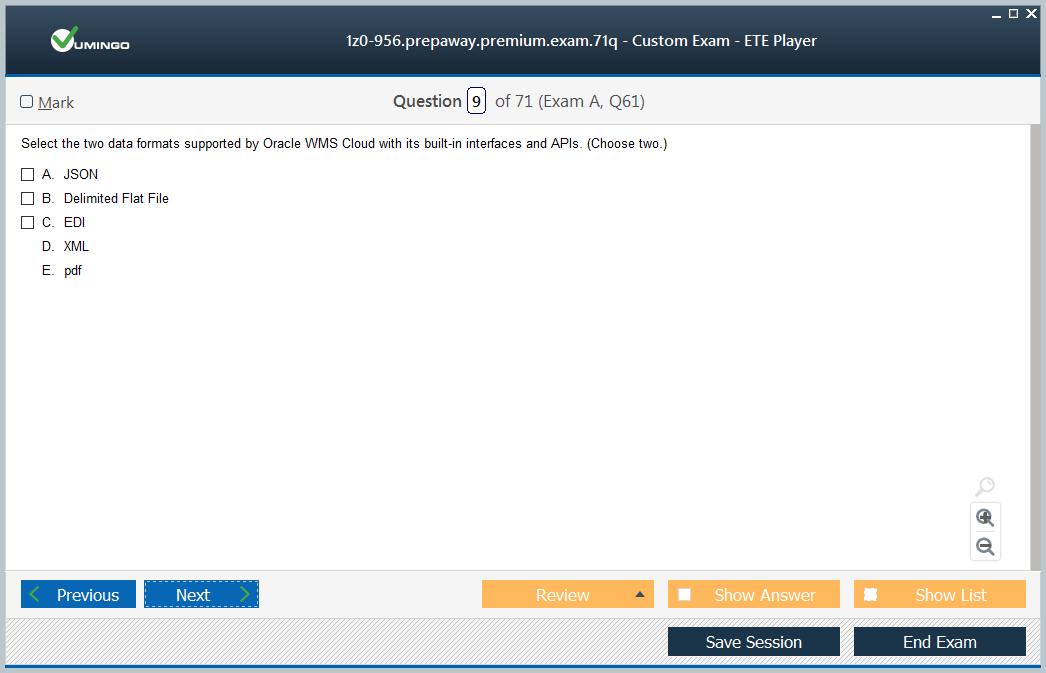 1z0-956.prepaway.premium.exam.71q - Custom Exam - ETE Player
VUMINGO
Mark
Question 9 of 71 (Exam A, Q61)
Select the two data formats supported by Oracle WMS Cloud with its built-in interfaces and APIs. (Choose two.)
A. JSON
B. Delimited Flat File
C. EDI
D. XML
E. pdf
Previous Next Review Show Answer Show List
Save Session End Exam